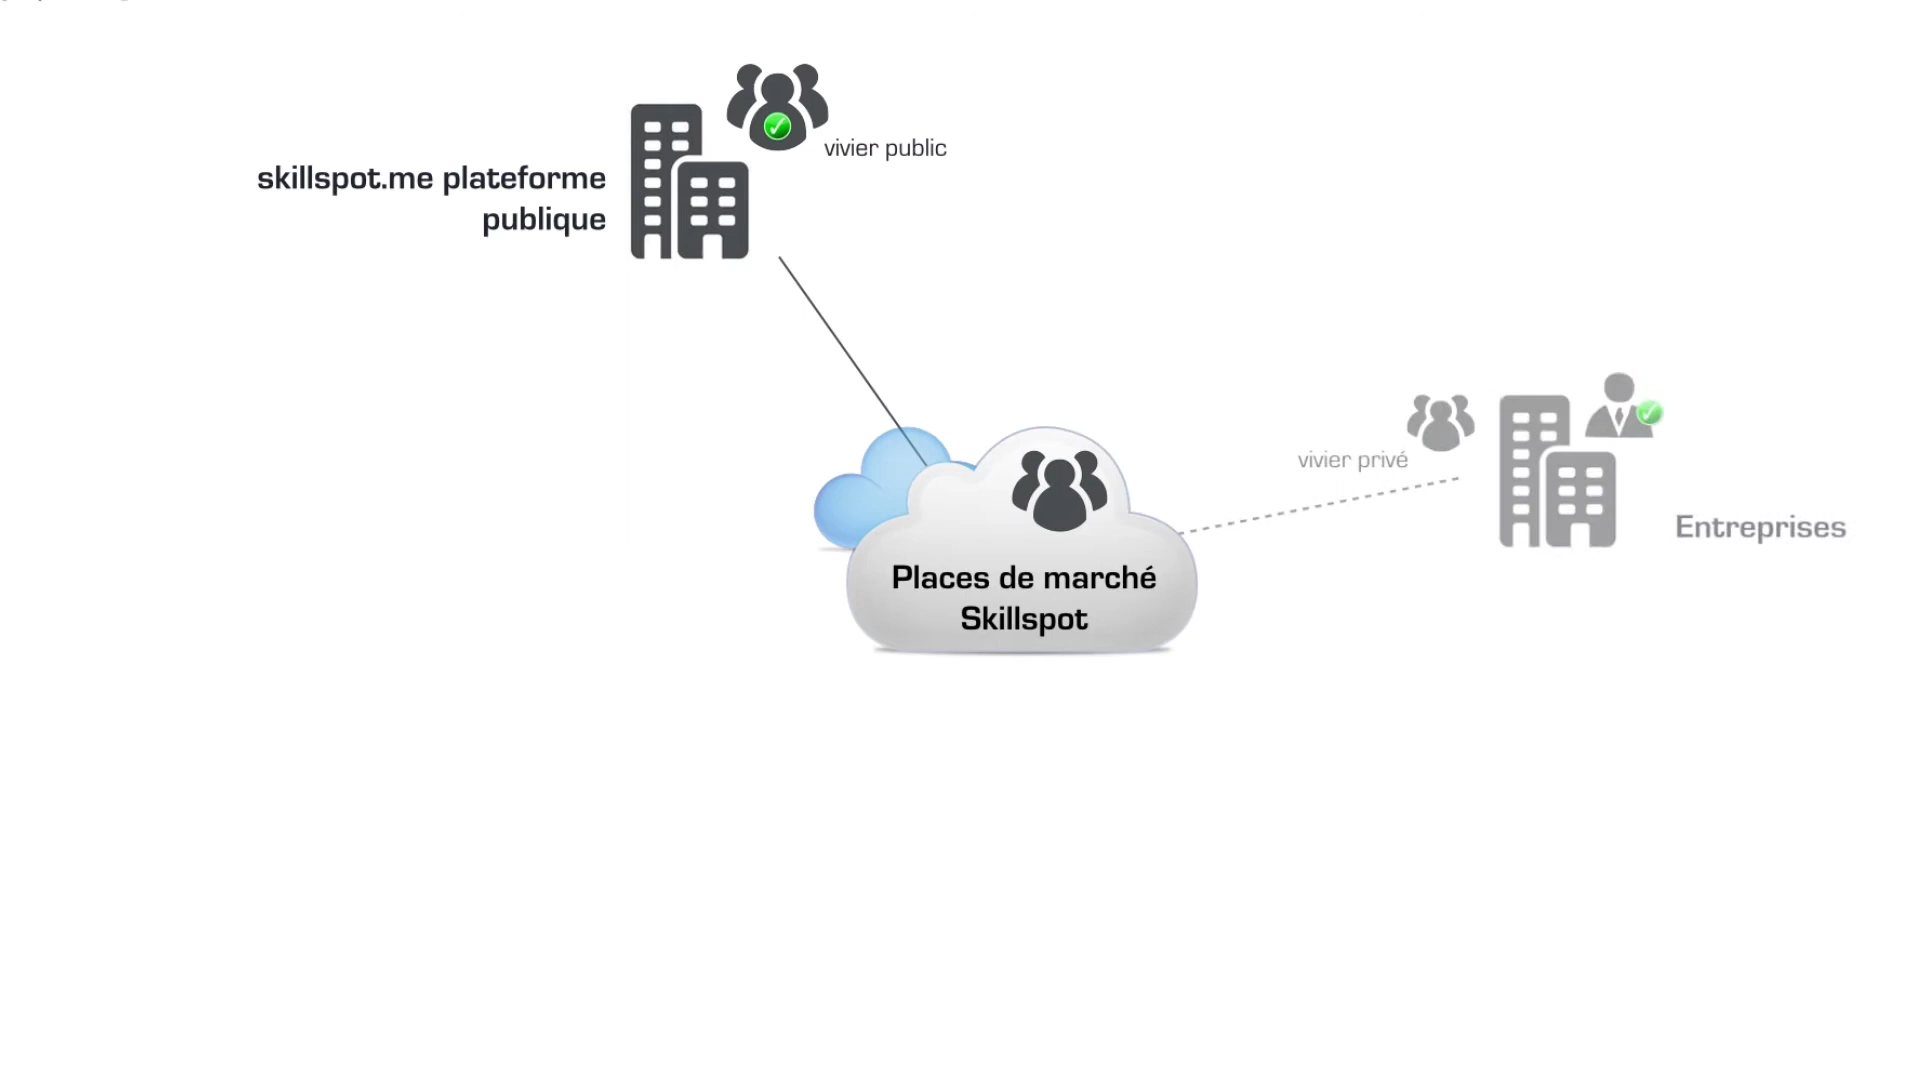 vivier public
skillspot.me plateforme
publique
vivier privé
Entreprises
Places de marché
Skillspot